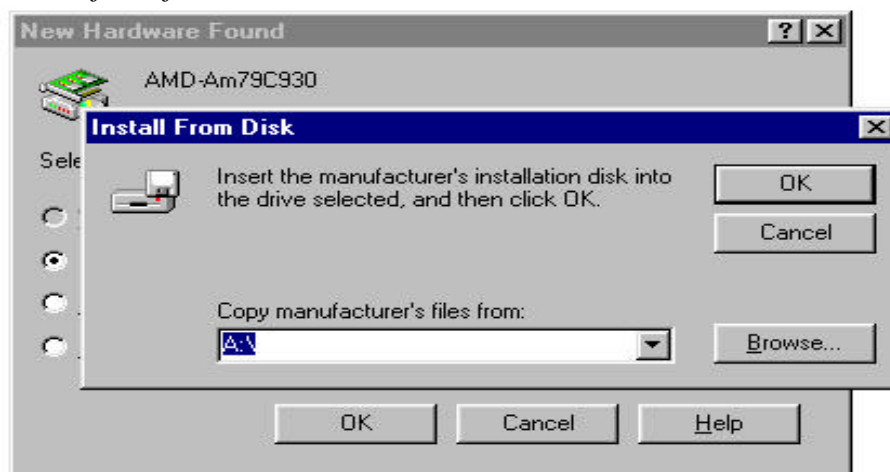 New Hardware Found
AMD-Am79C930
Install From Disk
Sele
Insert the manufacturer's installation disk into
the drive selected, and then click OK.
OK
Cancel
Copy manufacturer's files from:
A:\
Browse...
OK
Cancel
Help